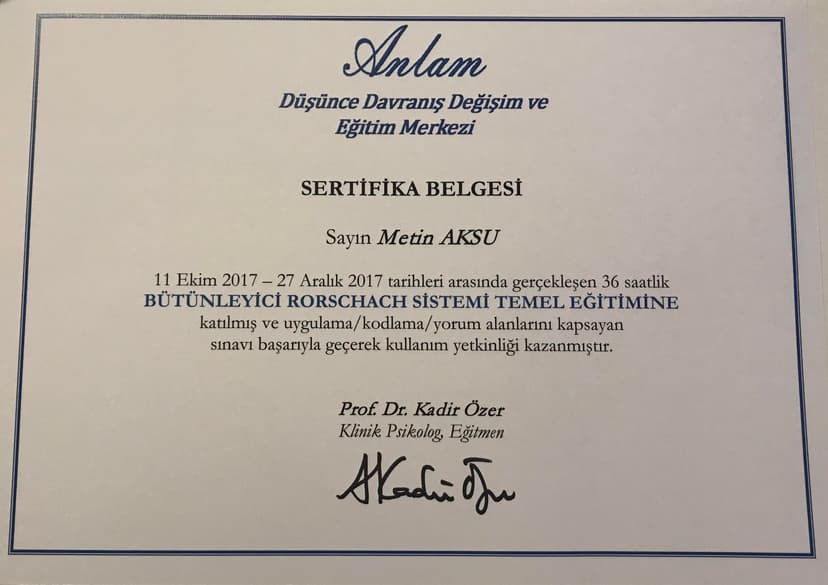 Anlam
Düşünce Davranış Değişim ve
Eğitim Merkezi
SERTİFİKA BELGESİ
Sayın Metin AKSU
11 Ekim 2017 – 27 Aralık 2017 tarihleri arasında gerçekleşen 36 saatlik
BÜTÜNLEYİCİ RORSCHACH SİSTEMİ TEMEL EĞİTİMİNE
katılmış ve uygulama/kodlama/yorum alanlarını kapsayan
sınavı başarıyla geçerek kullanım yetkinliği kazanmıştır.
Prof. Dr. Kadir Özer
Klinik Psikolog, Eğitmen
AKadir Özer